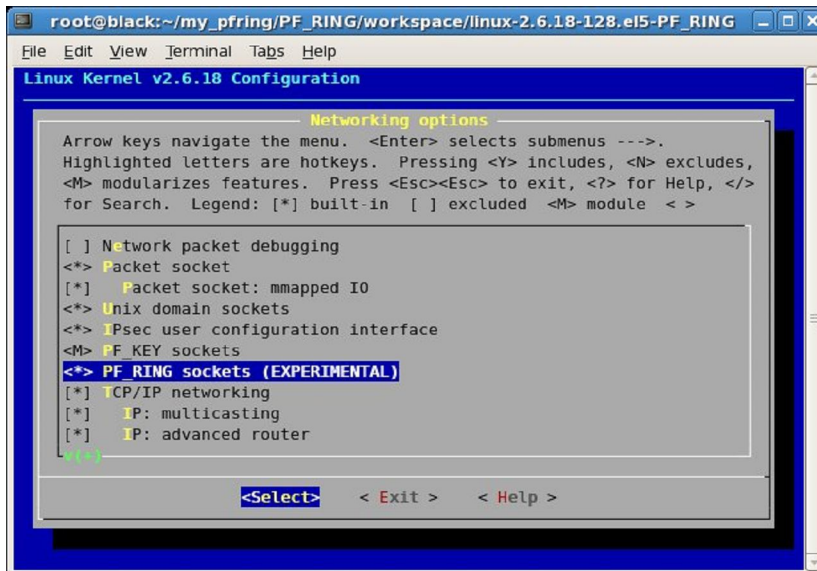 root@black:~/my_pfring/PF_RING/workspace/linux-2.6.18-128.el5-PF_RING
File Edit View Terminal Tabs Help
Linux Kernel v2.6.18 Configuration
Networking options
Arrow keys navigate the menu. <Enter> selects submenus --->.
Highlighted letters are hotkeys. Pressing <Y> includes, <N> excludes,
<M> modularizes features. Press <Esc><Esc> to exit, <?> for Help, </>
for Search. Legend: [*] built-in [ ] excluded <M> module < >
[ ] Network packet debugging
<*> Packet socket
[*] Packet socket: mmapped IO
<*> Unix domain sockets
<*> IPsec user configuration interface
<M> PF_KEY sockets
<*> PF_RING sockets (EXPERIMENTAL)
[*] TCP/IP networking
[*] IP: multicasting
[*] IP: advanced router
v(+)
<Select> < Exit > < Help >